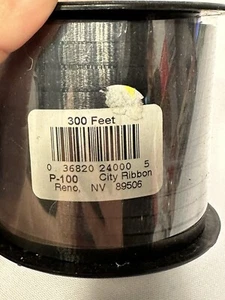 300 Feet
0 36820 24000 5
P-100 City Ribbon
Reno, NV 89506